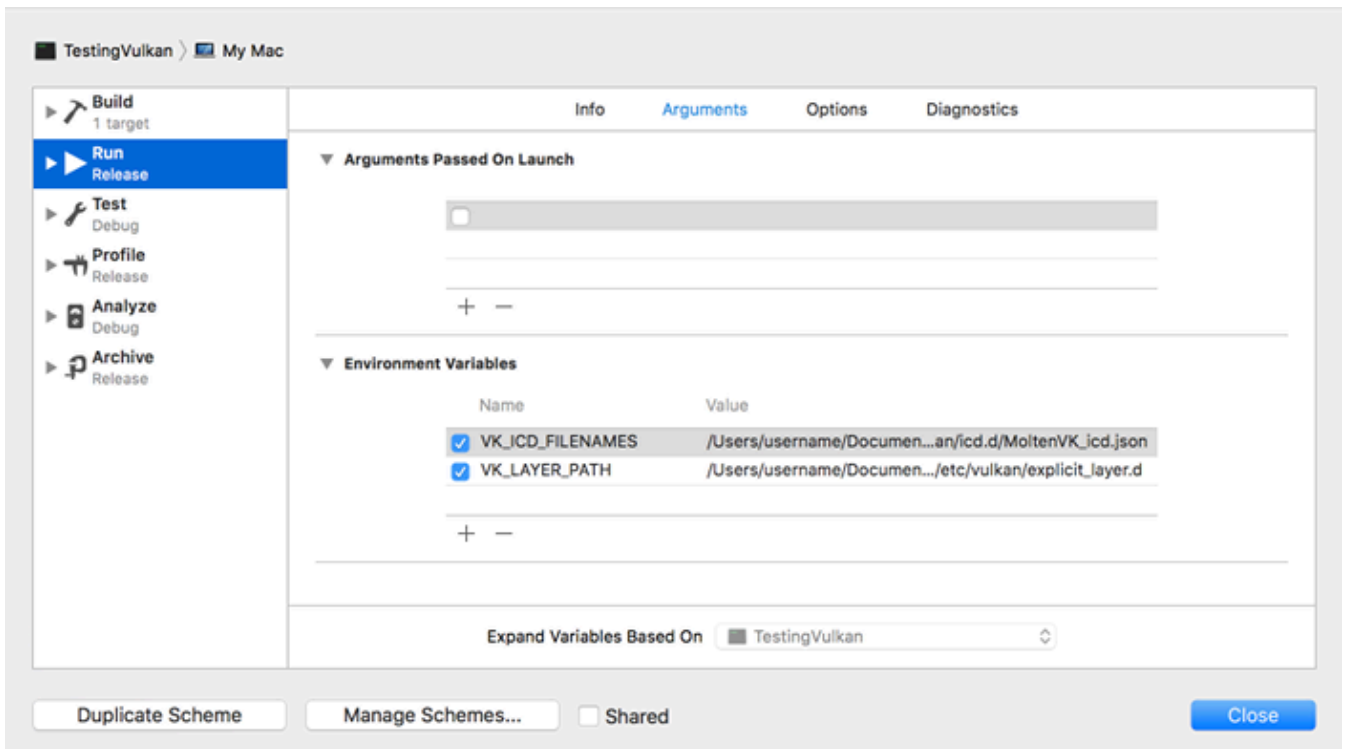 TestingVulkan 〉 My Mac
Build
1 target
Run
Release
Test
Debug
Profile
Release
Analyze
Debug
Archive
Release
Info Arguments Options Diagnostics
Arguments Passed On Launch
+ −
Environment Variables
Name Value
VK_ICD_FILENAMES /Users/username/Documen...an/icd.d/MoltenVK_icd.json
VK_LAYER_PATH /Users/username/Documen.../etc/vulkan/explicit_layer.d
+ −
Expand Variables Based On TestingVulkan
Duplicate Scheme Manage Schemes... Shared Close